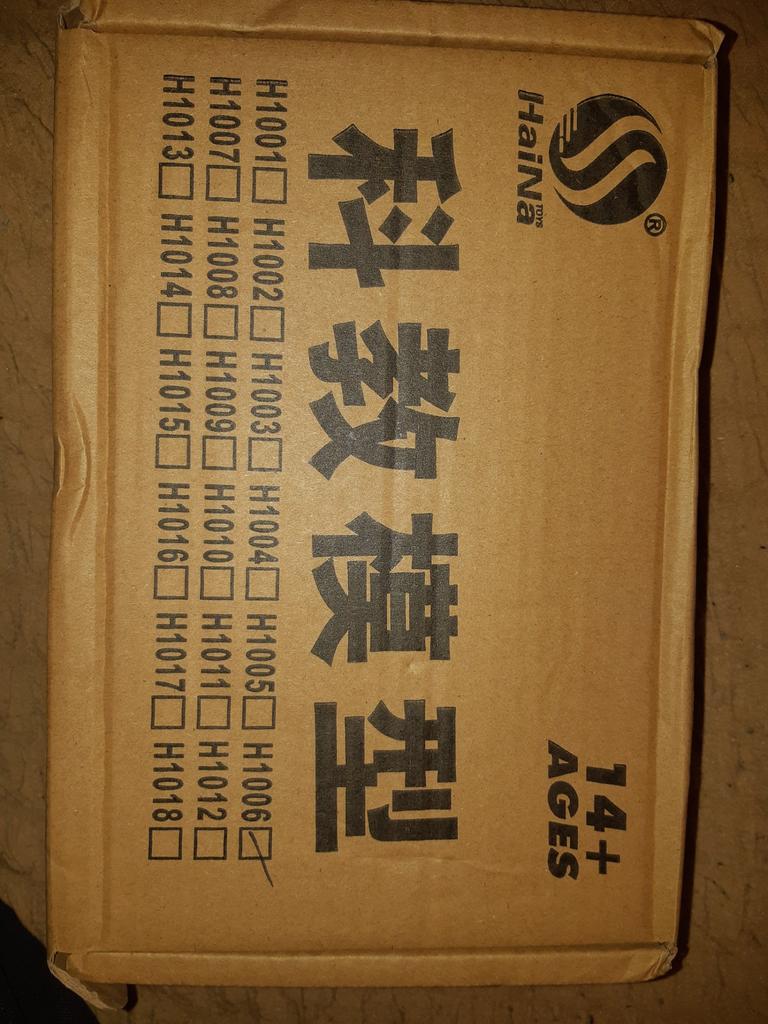 HaiNa
TOYS
®
14+
AGES
科教模型
H1001□ H1002□ H1003□ H1004□ H1005□ H1006☑
H1007□ H1008□ H1009□ H1010□ H1011□ H1012□
H1013□ H1014□ H1015□ H1016□ H1017□ H1018□